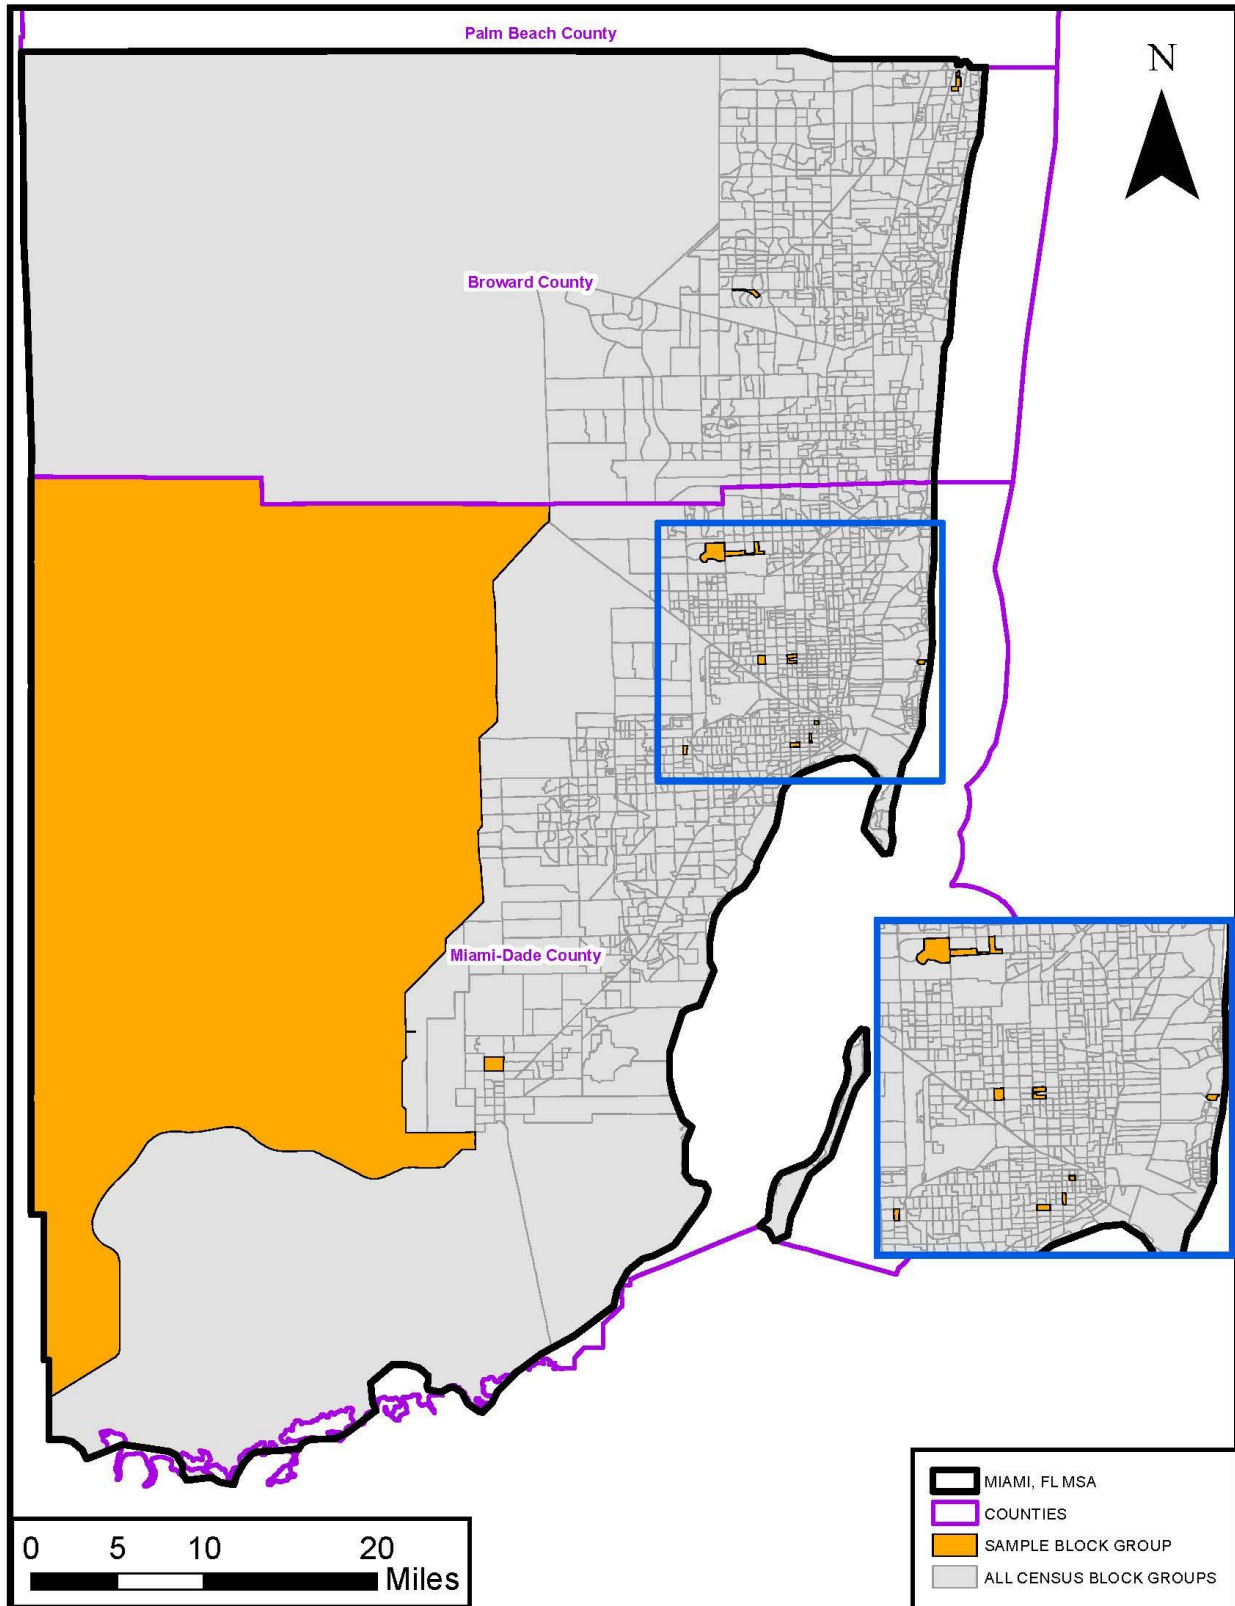 Palm Beach County
N
Broward County
Miami-Dade County
MIAMI, FL MSA
COUNTIES
SAMPLE BLOCK GROUP
ALL CENSUS BLOCK GROUPS
0 5 10 20
Miles